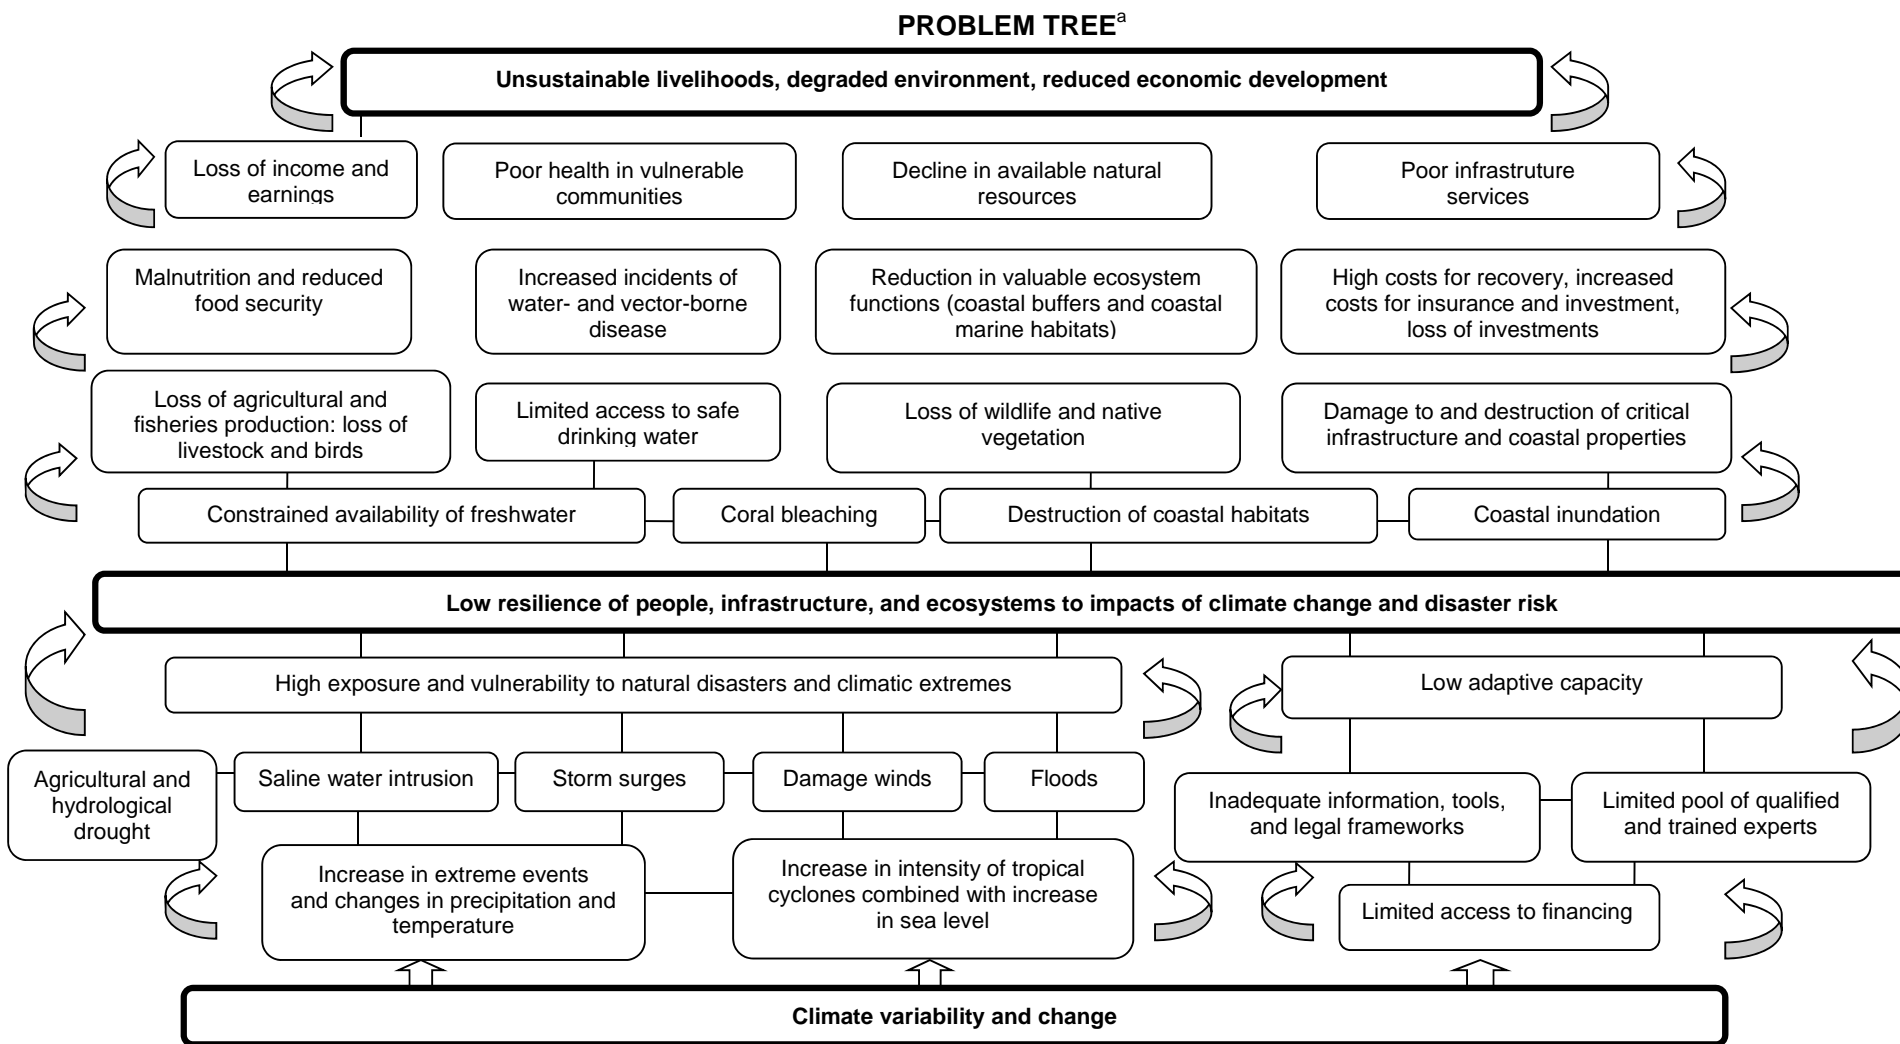 PROBLEM TREEa
Unsustainable livelihoods, degraded environment, reduced economic development
Loss of income and
earnings
Poor health in vulnerable
communities
Decline in available natural
resources
Poor infrastruture
services
Malnutrition and reduced
food security
Increased incidents of
water- and vector-borne
disease
Reduction in valuable ecosystem
functions (coastal buffers and coastal
marine habitats)
High costs for recovery, increased
costs for insurance and investment,
loss of investments
Loss of agricultural and
fisheries production: loss of
livestock and birds
Limited access to safe
drinking water
Loss of wildlife and native
vegetation
Damage to and destruction of critical
infrastructure and coastal properties
Constrained availability of freshwater
Coral bleaching
Destruction of coastal habitats
Coastal inundation
Low resilience of people, infrastructure, and ecosystems to impacts of climate change and disaster risk
High exposure and vulnerability to natural disasters and climatic extremes
Low adaptive capacity
Agricultural and
hydrological
drought
Saline water intrusion
Storm surges
Damage winds
Floods
Inadequate information, tools,
and legal frameworks
Limited pool of qualified
and trained experts
Increase in extreme events
and changes in precipitation and
temperature
Increase in intensity of tropical
cyclones combined with increase
in sea level
Limited access to financing
Climate variability and change